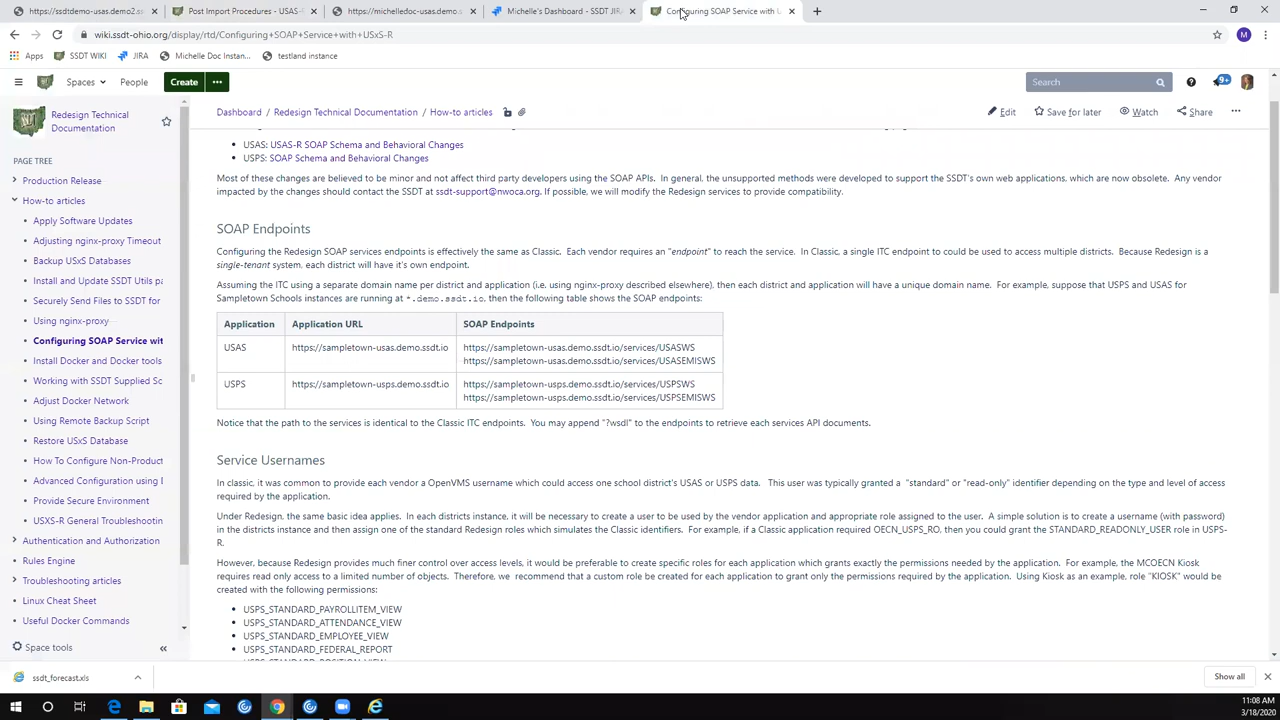 https://ssdtdemo-usas.demo2.ss
Post Import Procedures - USAS-
https://michelledoc-usas.demo.s
Michelle's Dashboard - SSDT JIRA
Configuring SOAP Service with U
wiki.ssdt-ohio.org/display/rtd/Configuring+SOAP+Service+with+USxS-R
M
Apps
SSDT WIKI
JIRA
Michelle Doc Instan...
testland instance
Spaces
People
Create
Search
9+
Redesign Technical
Documentation
Dashboard / Redesign Technical Documentation / How-to articles
Edit
Save for later
Watch
Share
PAGE TREE
Production Release
How-to articles
Apply Software Updates
Adjusting nginx-proxy Timeout
Backup USxS Databases
Install and Update SSDT Utils pa
Securely Send Files to SSDT for
Using nginx-proxy
Configuring SOAP Service wit
Install Docker and Docker tools
Working with SSDT Supplied Sc
Adjust Docker Network
Using Remote Backup Script
Restore USxS Database
How To Configure Non-Product
Advanced Configuration using E
Provide Secure Environment
USXS-R General Troubleshootin
Authentication and Authorization
Rules Engine
Troubleshooting articles
Linux Cheat Sheet
Useful Docker Commands
Space tools
USAS: USAS-R SOAP Schema and Behavioral Changes
USPS: SOAP Schema and Behavioral Changes
Most of these changes are believed to be minor and not affect third party developers using the SOAP APIs. In general, the unsupported methods were developed to support the SSDT's own web applications, which are now obsolete. Any vendor
impacted by the changes should contact the SSDT at ssdt-support@nwoca.org. If possible, we will modify the Redesign services to provide compatibility.
SOAP Endpoints
Configuring the Redesign SOAP services endpoints is effectively the same as Classic. Each vendor requires an "endpoint" to reach the service. In Classic, a single ITC endpoint to could be used to access multiple districts. Because Redesign is a
single-tenant system, each district will have it's own endpoint.
Assuming the ITC using a separate domain name per district and application (i.e. using nginx-proxy described elsewhere), then each district and application will have a unique domain name. For example, suppose that USPS and USAS for
Sampletown Schools instances are running at *.demo.ssdt.io, then the following table shows the SOAP endpoints:
Application Application URL SOAP Endpoints
USAS https://sampletown-usas.demo.ssdt.io https://sampletown-usas.demo.ssdt.io/services/USASWS
https://sampletown-usas.demo.ssdt.io/services/USASEMISWS
USPS https://sampletown-usps.demo.ssdt.io https://sampletown-usps.demo.ssdt.io/services/USPSWS
https://sampletown-usps.demo.ssdt.io/services/USPSEMISWS
Notice that the path to the services is identical to the Classic ITC endpoints. You may append "?wsdl" to the endpoints to retrieve each services API documents.
Service Usernames
In classic, it was common to provide each vendor a OpenVMS username which could access one school district's USAS or USPS data. This user was typically granted a "standard" or "read-only" identifier depending on the type and level of access
required by the application.
Under Redesign, the same basic idea applies. In each districts instance, it will be necessary to create a user to be used by the vendor application and appropriate role assigned to the user. A simple solution is to create a username (with password)
in the districts instance and then assign one of the standard Redesign roles which simulates the Classic identifiers. For example, if a Classic application required OECN_USPS_RO, then you could grant the STANDARD_READONLY_USER role in USPS-
R.
However, because Redesign provides much finer control over access levels, it would be preferable to create specific roles for each application which grants exactly the permissions needed by the application. For example, the MCOECN Kiosk
requires read only access to a limited number of objects. Therefore, we recommend that a custom role be created for each application to grant only the permissions required by the application. Using Kiosk as an example, role "KIOSK" would be
created with the following permissions:
USPS_STANDARD_PAYROLLITEM_VIEW
USPS_STANDARD_ATTENDANCE_VIEW
USPS_STANDARD_EMPLOYEE_VIEW
USPS_STANDARD_FEDERAL_REPORT
ssdt_forecast.xls
Show all
11:08 AM
3/18/2020